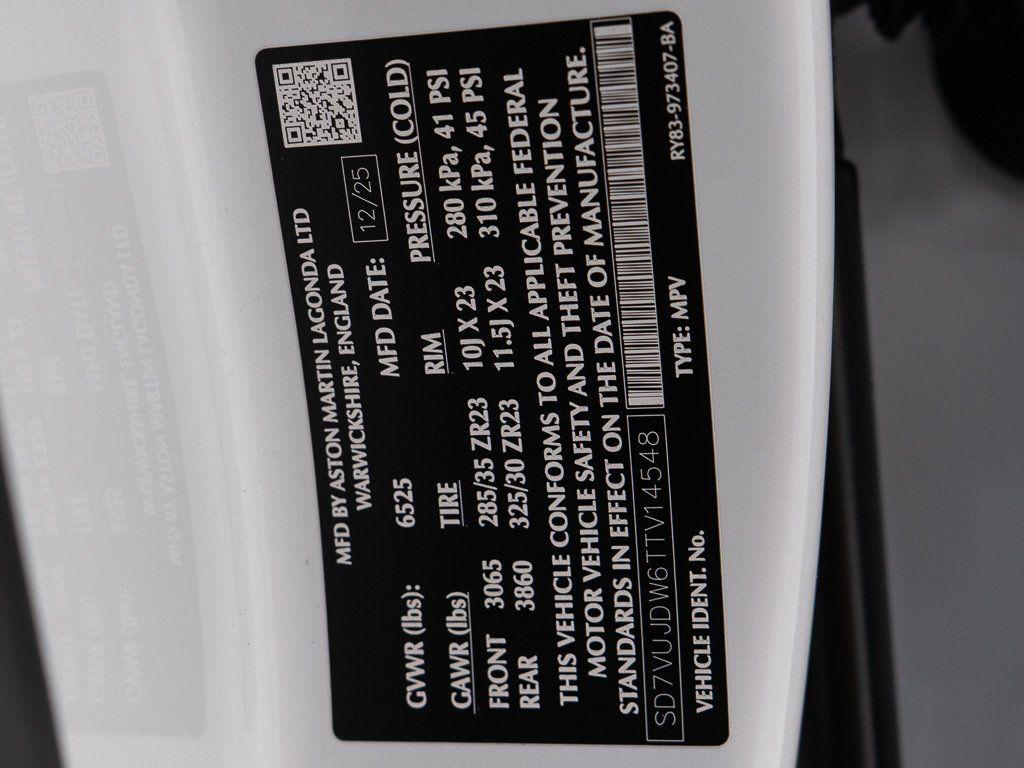 MFD BY ASTON MARTIN LAGONDA LTD
WARWICKSHIRE, ENGLAND
GVWR (lbs): 6525 MFD DATE: 12/25
GAWR (lbs) TIRE RIM PRESSURE (COLD)
FRONT 3065 285/35 ZR23 10J X 23 280 kPa, 41 PSI
REAR 3860 325/30 ZR23 11.5J X 23 310 kPa, 45 PSI
THIS VEHICLE CONFORMS TO ALL APPLICABLE FEDERAL
MOTOR VEHICLE SAFETY AND THEFT PREVENTION
STANDARDS IN EFFECT ON THE DATE OF MANUFACTURE.
SD7VUJDW6TTV14548
VEHICLE IDENT. No. TYPE: MPV RY83-973407-BA